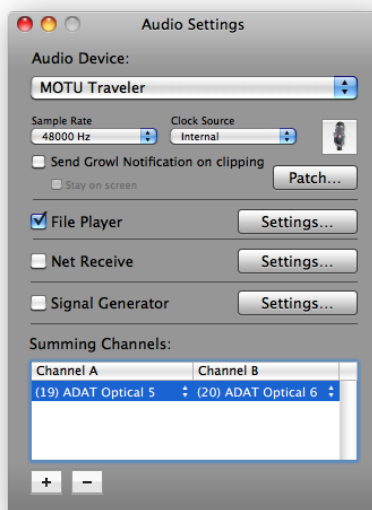 Audio Settings
Audio Device:
MOTU Traveler
Sample Rate Clock Source
48000 Hz Internal
Send Growl Notification on clipping
Stay on screen
Patch...
File Player Settings...
Net Receive Settings...
Signal Generator Settings...
Summing Channels:
Channel A Channel B
(19) ADAT Optical 5 (20) ADAT Optical 6
+ −